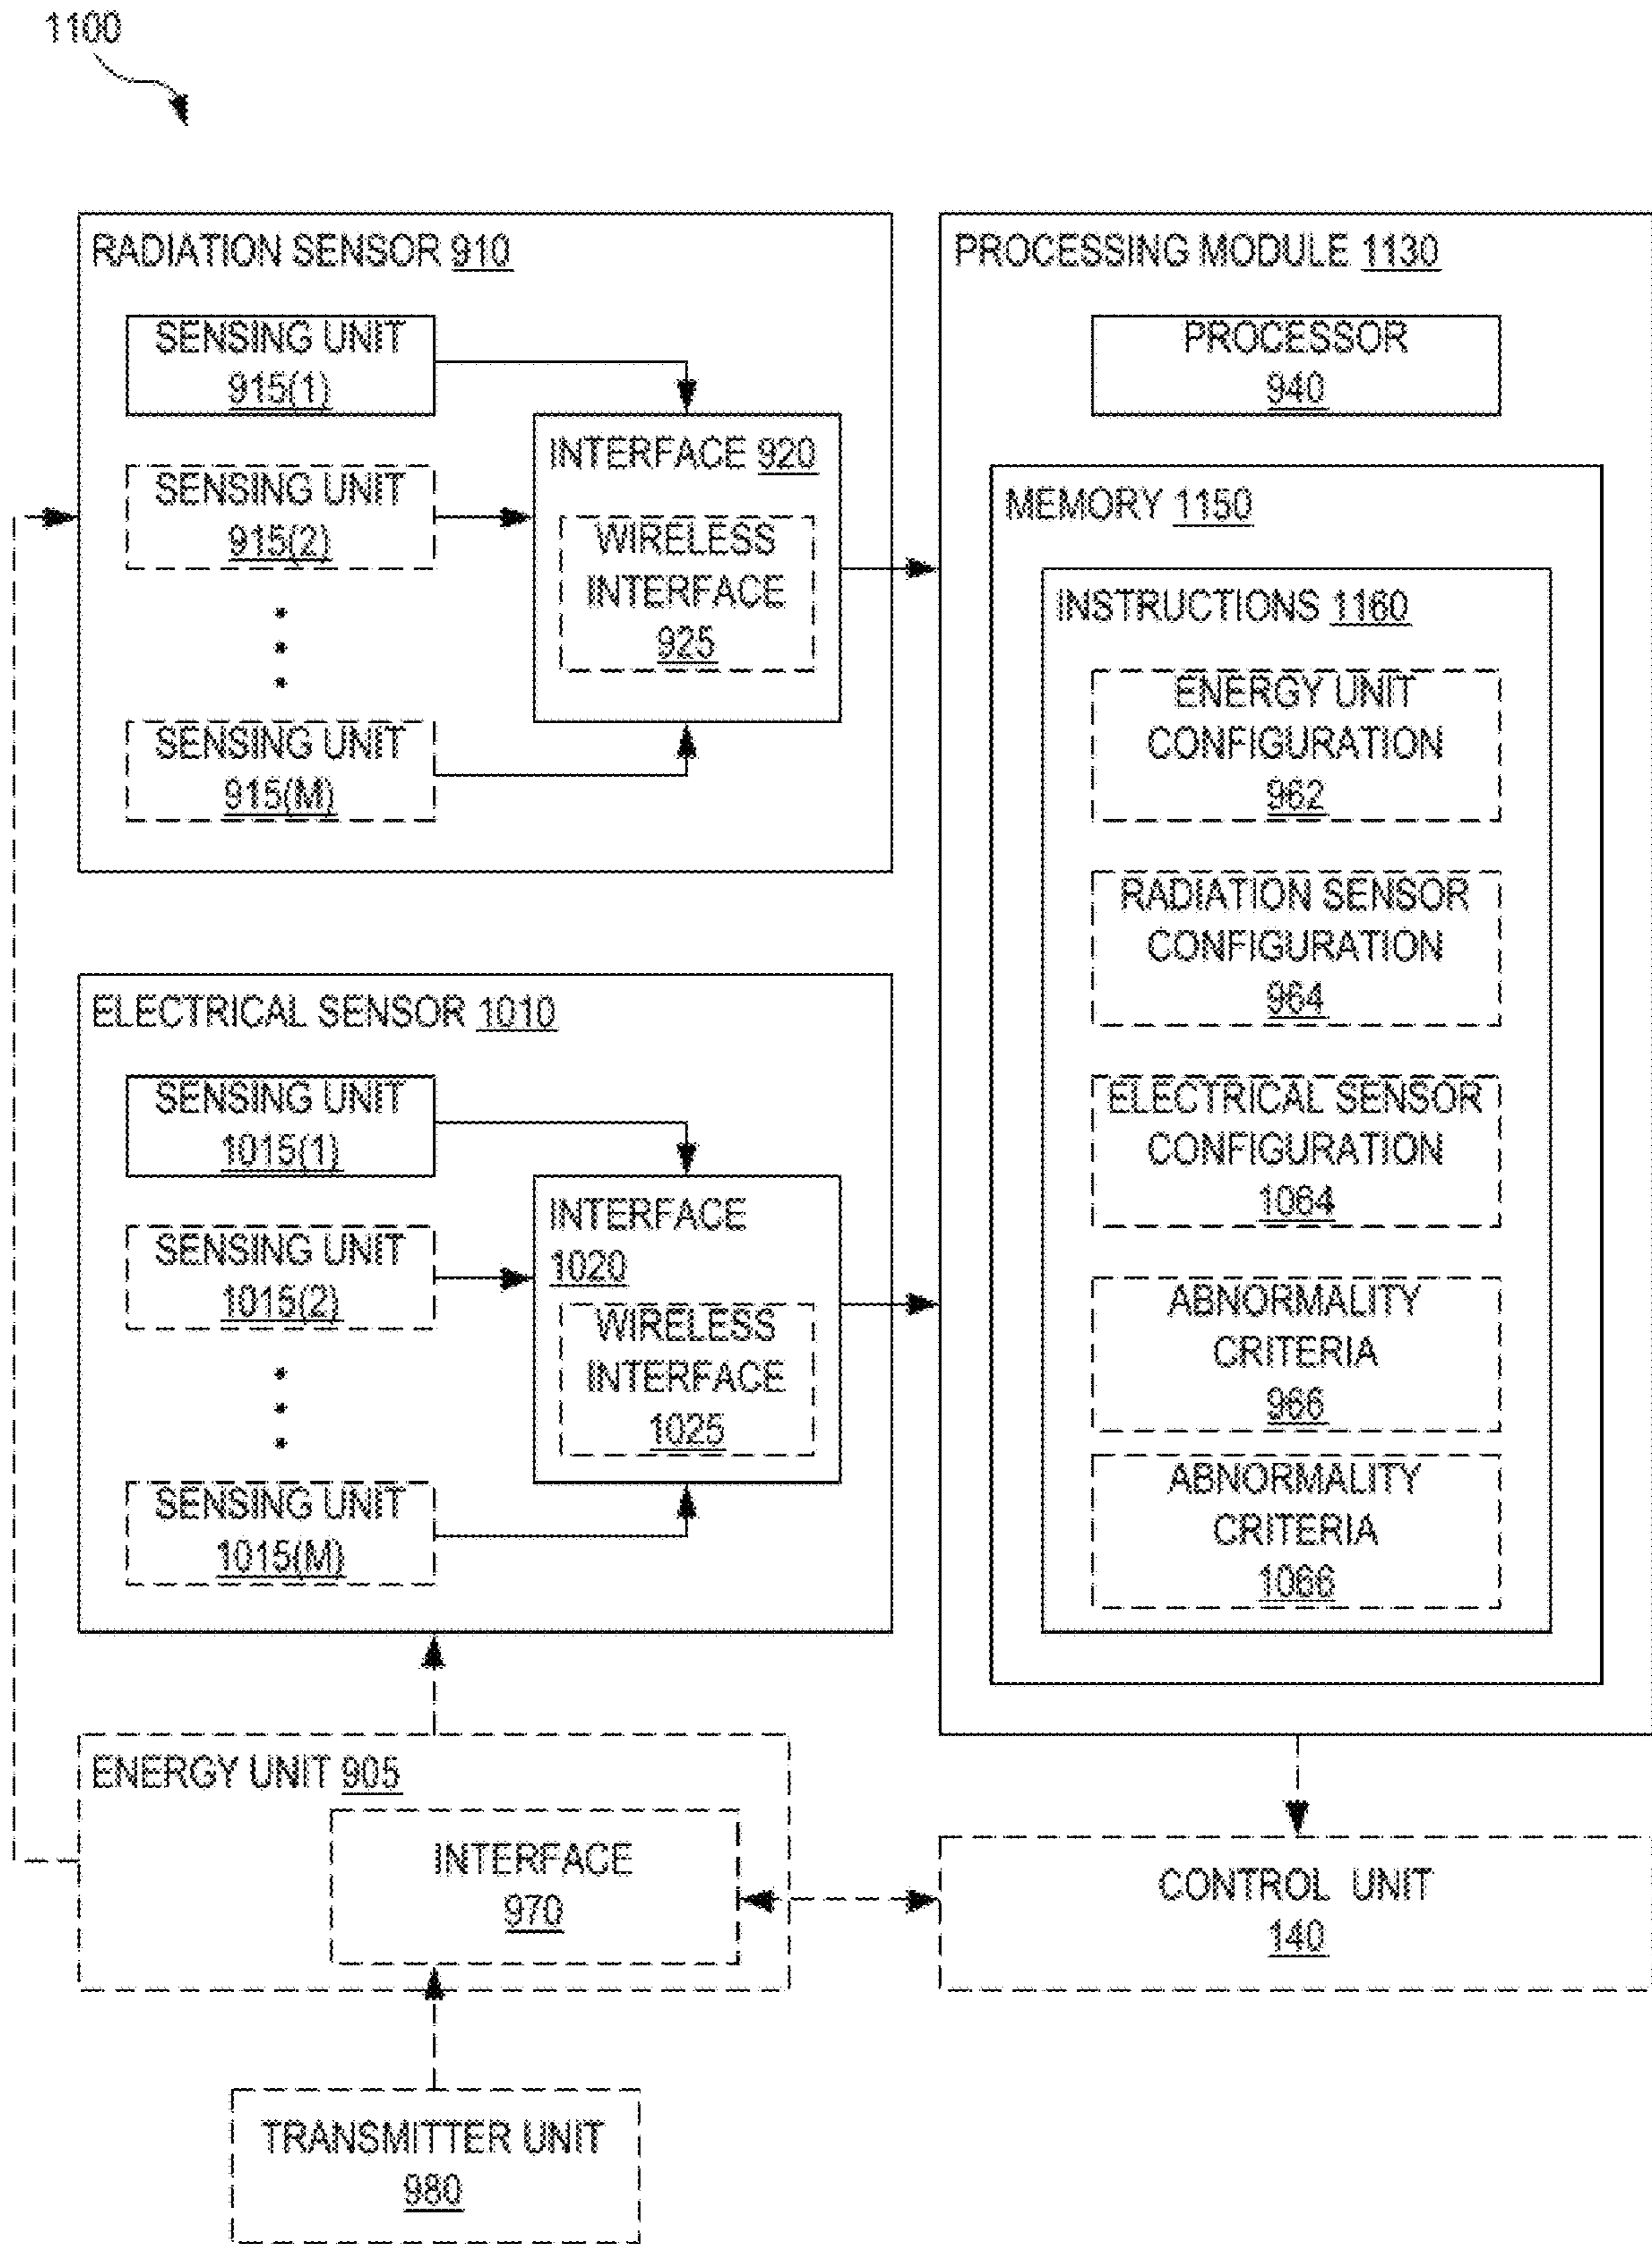 1100
RADIATION SENSOR 910
SENSING UNIT
915(1)
SENSING UNIT
915(2)
SENSING UNIT
915(M)
INTERFACE 920
WIRELESS
INTERFACE
925
ELECTRICAL SENSOR 1010
SENSING UNIT
1015(1)
SENSING UNIT
1015(2)
SENSING UNIT
1015(M)
INTERFACE
1020
WIRELESS
INTERFACE
1025
PROCESSING MODULE 1130
PROCESSOR
940
MEMORY 1150
INSTRUCTIONS 1160
ENERGY UNIT
CONFIGURATION
962
RADIATION SENSOR
CONFIGURATION
964
ELECTRICAL SENSOR
CONFIGURATION
1064
ABNORMALITY
CRITERIA
966
ABNORMALITY
CRITERIA
1066
ENERGY UNIT 905
INTERFACE
970
CONTROL UNIT
140
TRANSMITTER UNIT
980